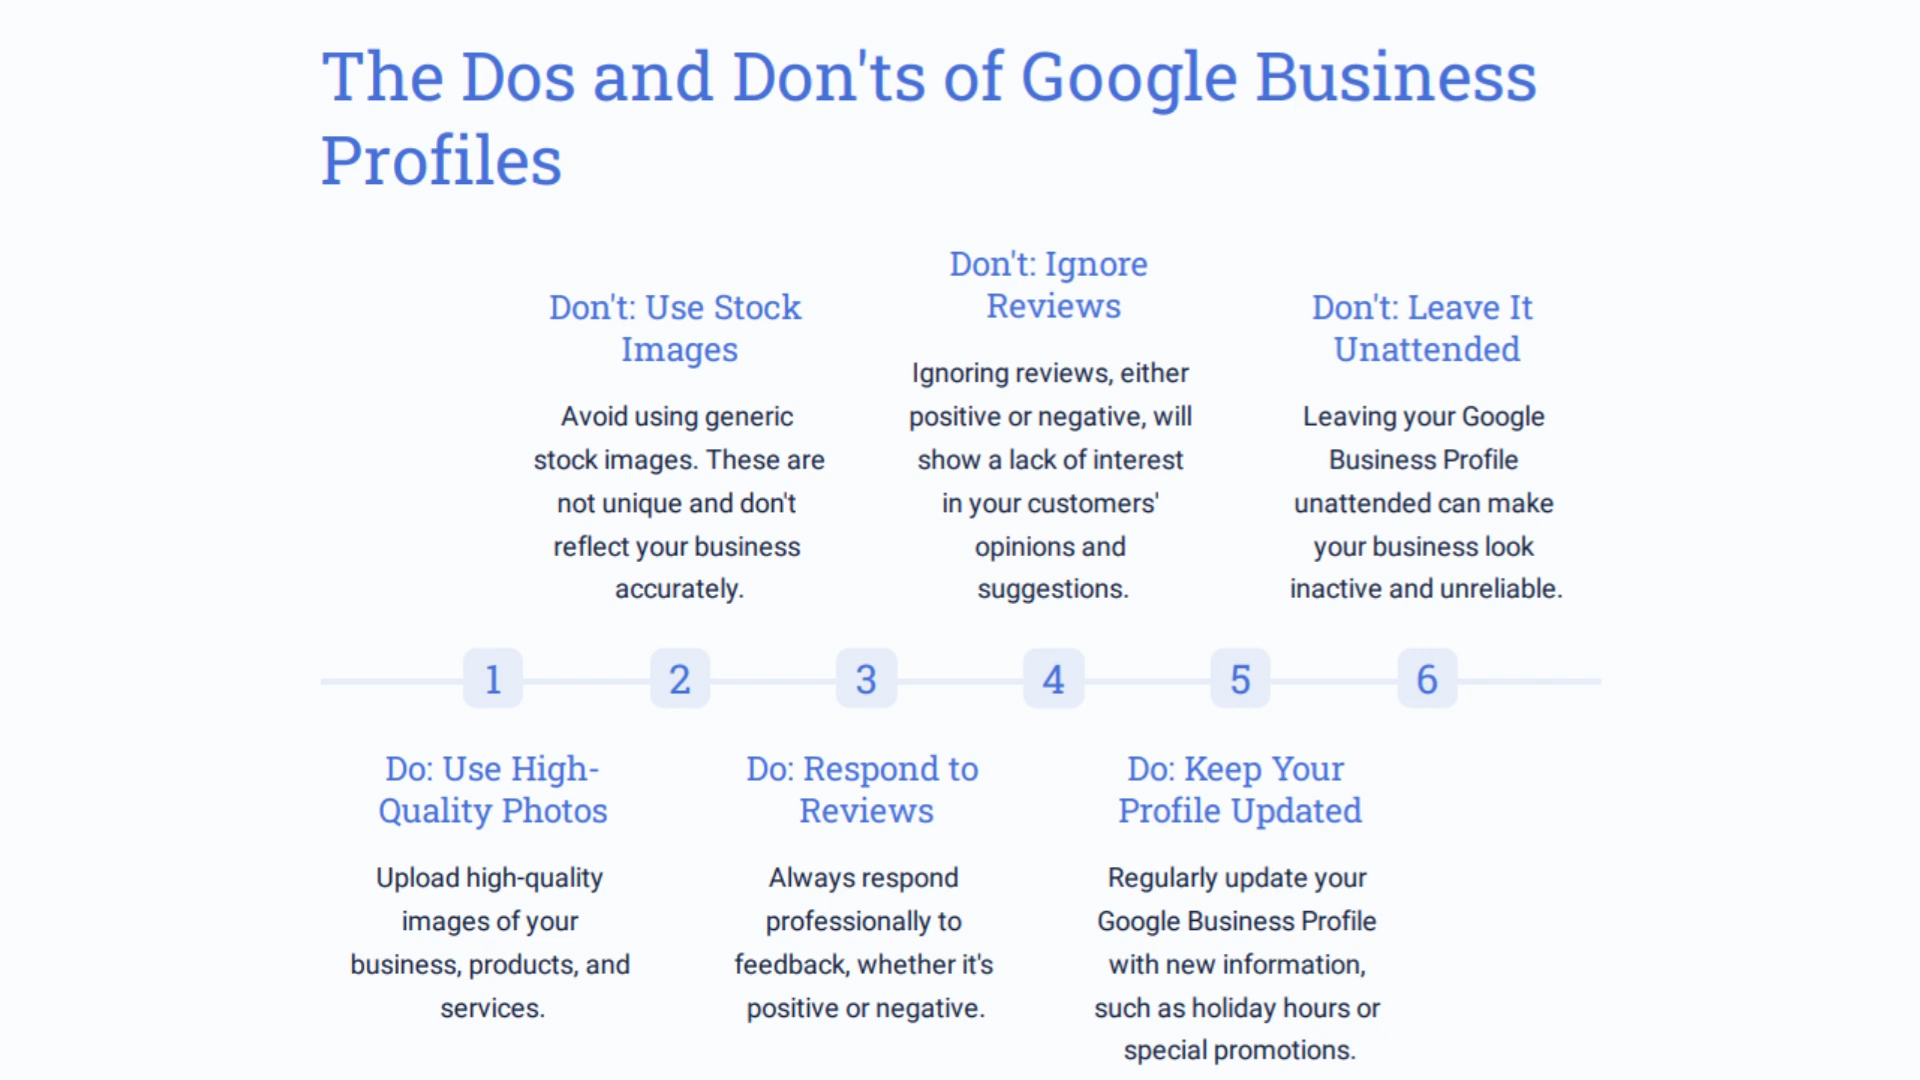 The Dos and Don'ts of Google Business
Profiles
Don't: Use Stock
Images
Avoid using generic
stock images. These are
not unique and don't
reflect your business
accurately.
Don't: Ignore
Reviews
Ignoring reviews, either
positive or negative, will
show a lack of interest
in your customers'
opinions and
suggestions.
Don't: Leave It
Unattended
Leaving your Google
Business Profile
unattended can make
your business look
inactive and unreliable.
1
2
3
4
5
6
Do: Use High-
Quality Photos
Upload high-quality
images of your
business, products, and
services.
Do: Respond to
Reviews
Always respond
professionally to
feedback, whether it's
positive or negative.
Do: Keep Your
Profile Updated
Regularly update your
Google Business Profile
with new information,
such as holiday hours or
special promotions.